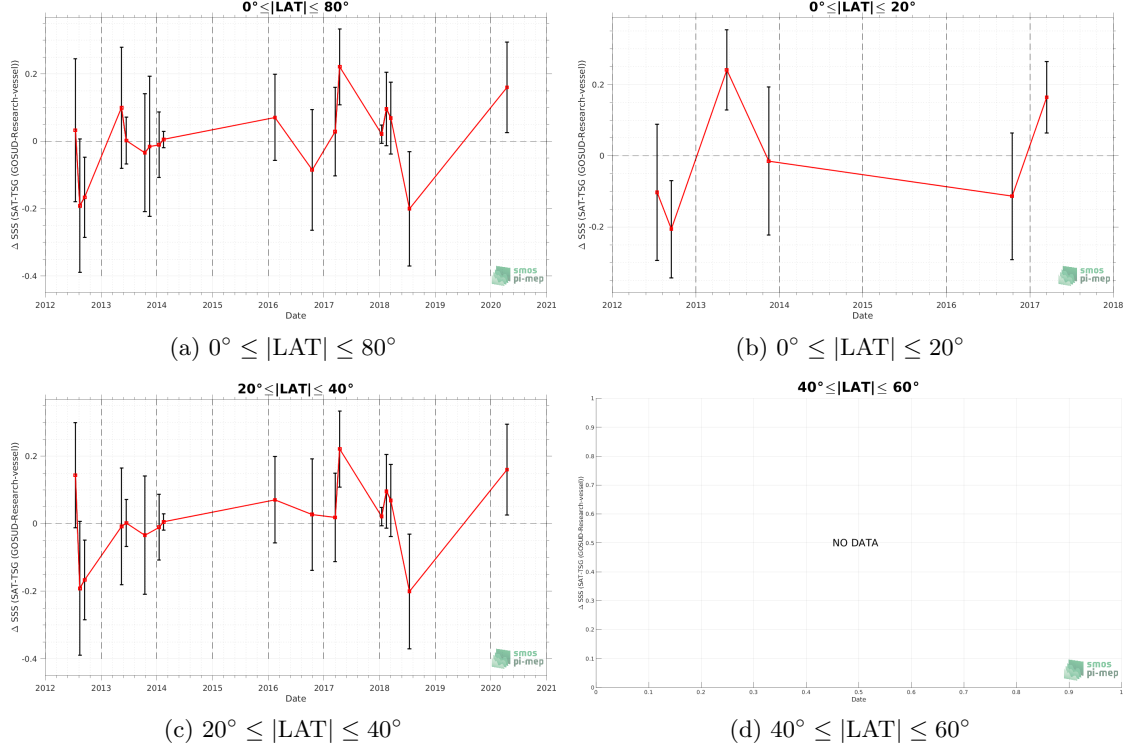 0°≤|LAT|≤ 80°
Δ SSS (SAT-TSG (GOSUD-Research-vessel))
0.2
0
-0.2
-0.4
2012 2013 2014 2015 2016 2017 2018 2019 2020 2021
Date
smos
pi-mep
(a) 0° ≤ |LAT| ≤ 80°
0°≤|LAT|≤ 20°
Δ SSS (SAT-TSG (GOSUD-Research-vessel))
0.2
0
-0.2
2012 2013 2014 2015 2016 2017 2018
Date
smos
pi-mep
(b) 0° ≤ |LAT| ≤ 20°
20°≤|LAT|≤ 40°
Δ SSS (SAT-TSG (GOSUD-Research-vessel))
0.2
0
-0.2
-0.4
2012 2013 2014 2015 2016 2017 2018 2019 2020 2021
Date
smos
pi-mep
(c) 20° ≤ |LAT| ≤ 40°
40°≤|LAT|≤ 60°
Δ SSS (SAT-TSG (GOSUD-Research-vessel))
1
0.9
0.8
0.7
0.6
0.5
0.4
0.3
0.2
0.1
0
NO DATA
0 0.1 0.2 0.3 0.4 0.5 0.6 0.7 0.8 0.9 1
Date
smos
pi-mep
(d) 40° ≤ |LAT| ≤ 60°